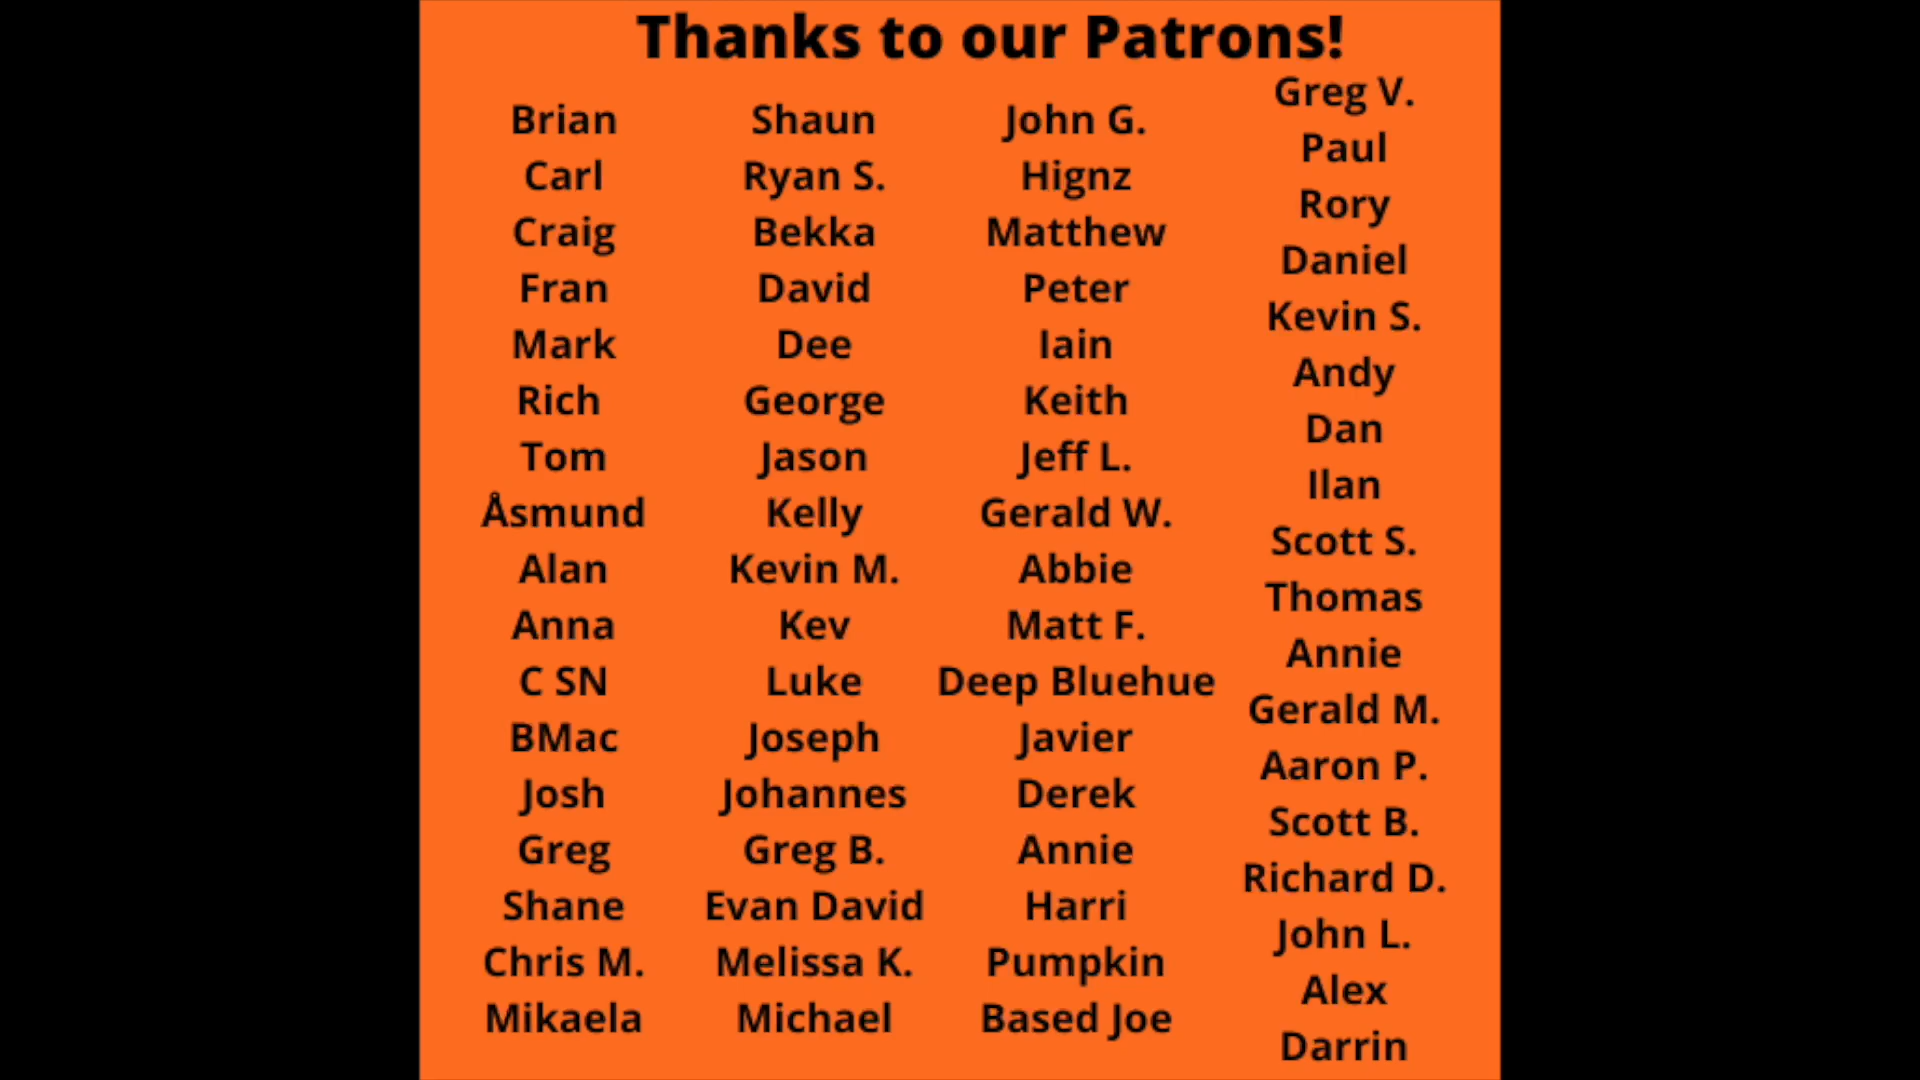 Thanks to our Patrons!
Brian
Carl
Craig
Fran
Mark
Rich
Tom
Åsmund
Alan
Anna
C SN
BMac
Josh
Greg
Shane
Chris M.
Mikaela
Shaun
Ryan S.
Bekka
David
Dee
George
Jason
Kelly
Kevin M.
Kev
Luke
Joseph
Johannes
Greg B.
Evan David
Melissa K.
Michael
John G.
Hignz
Matthew
Peter
Iain
Keith
Jeff L.
Gerald W.
Abbie
Matt F.
Deep Bluehue
Javier
Derek
Annie
Harri
Pumpkin
Based Joe
Greg V.
Paul
Rory
Daniel
Kevin S.
Andy
Dan
Ilan
Scott S.
Thomas
Annie
Gerald M.
Aaron P.
Scott B.
Richard D.
John L.
Alex
Darrin